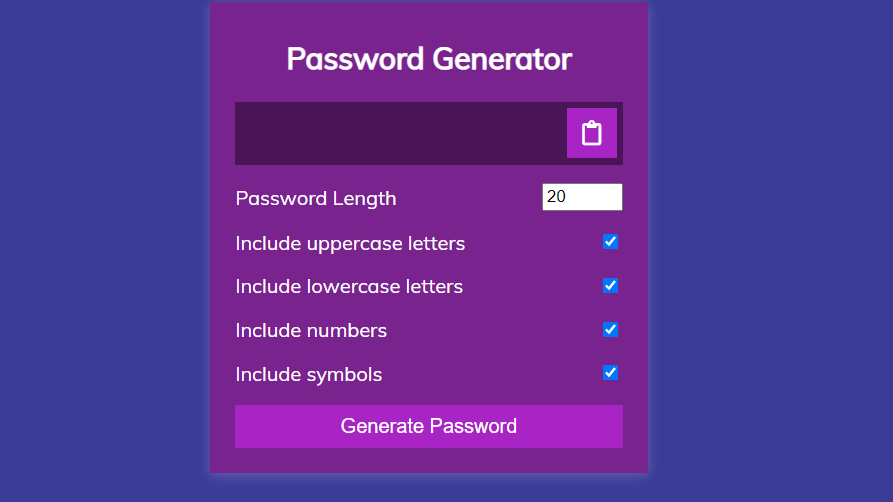 Password Generator
Password Length 20
Include uppercase letters
Include lowercase letters
Include numbers
Include symbols
Generate Password